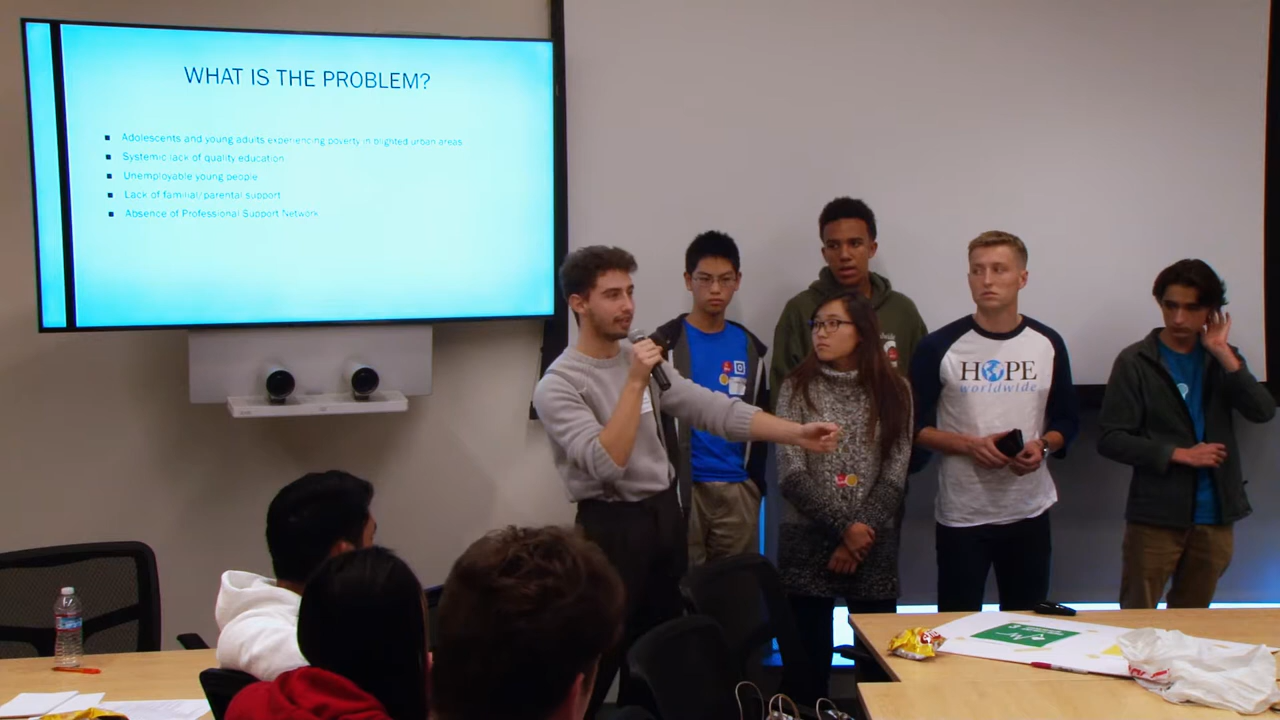 WHAT IS THE PROBLEM?
Adolescents and young adults experiencing poverty in blighted urban areas
Systemic lack of quality education
Unemployable young people
Lack of familial/parental support
Absence of Professional Support Network
HOPE
worldwide
3